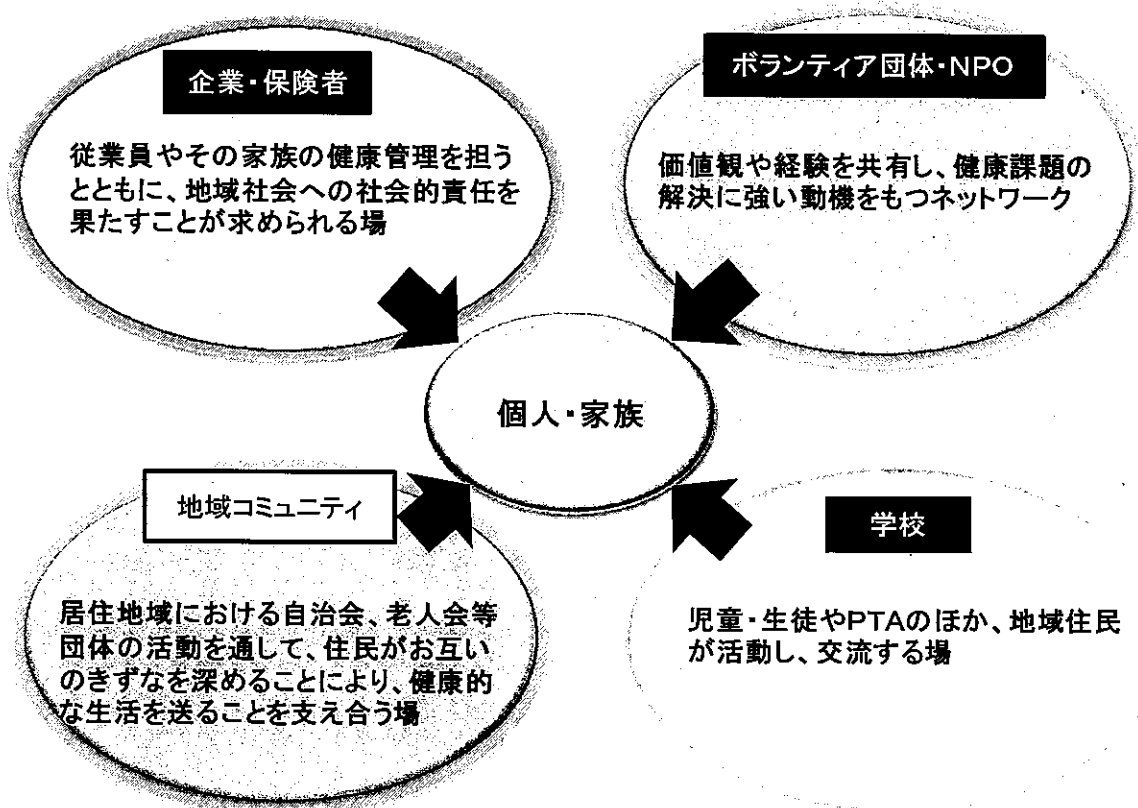 企業・保険者
従業員やその家族の健康管理を担う
とともに、地域社会への社会的責任を
果たすことが求められる場
ボランティア団体・NPO
価値観や経験を共有し、健康課題の
解決に強い動機をもつネットワーク
個人・家族
地域コミュニティ
居住地域における自治会、老人会等
団体の活動を通して、住民がお互い
のきずなを深めることにより、健康的
な生活を送ることを支え合う場
学校
児童・生徒やPTAのほか、地域住民
が活動し、交流する場